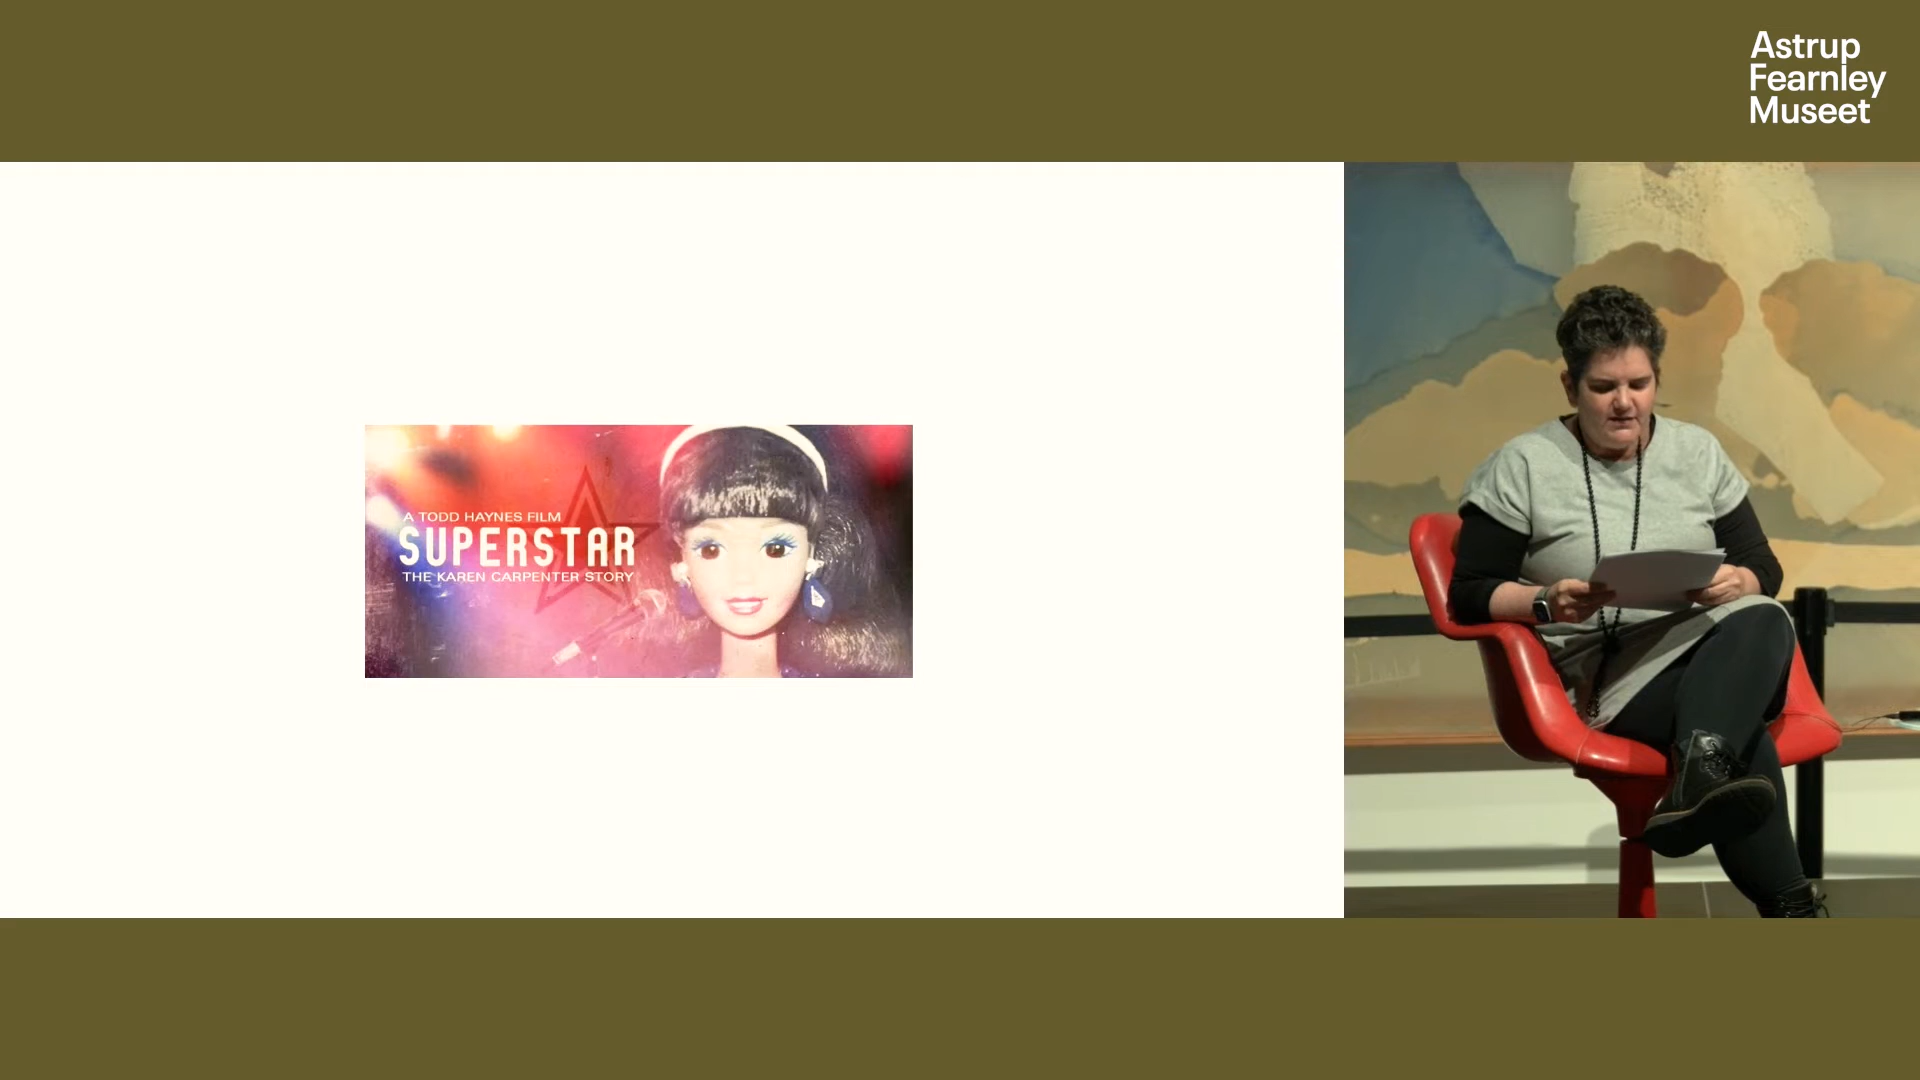 Astrup
Fearnley
Museet
A TODD HAYNES FILM
SUPERSTAR
THE KAREN CARPENTER STORY